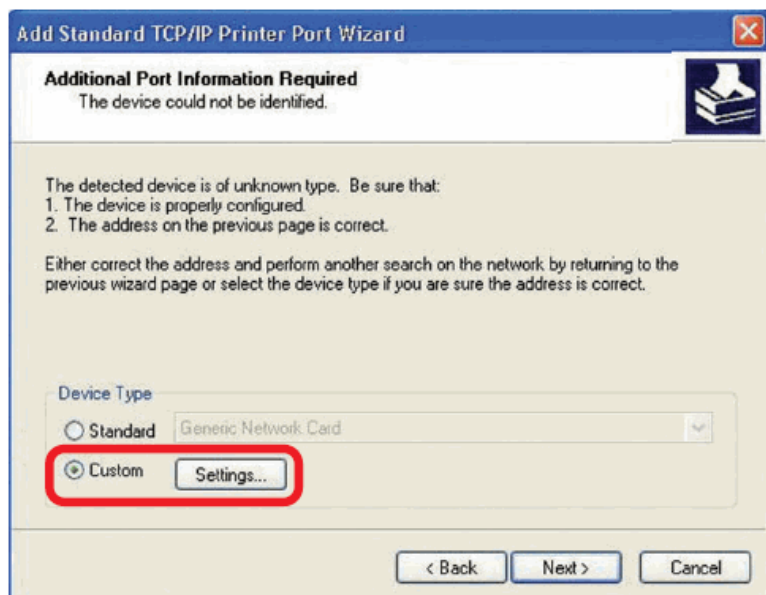 Add Standard TCP/IP Printer Port Wizard
Additional Port Information Required
The device could not be identified.
The detected device is of unknown type. Be sure that:
1. The device is properly configured.
2. The address on the previous page is correct.
Either correct the address and perform another search on the network by returning to the
previous wizard page or select the device type if you are sure the address is correct.
Device Type
Standard Generic Network Card
Custom Settings...
< Back Next > Cancel